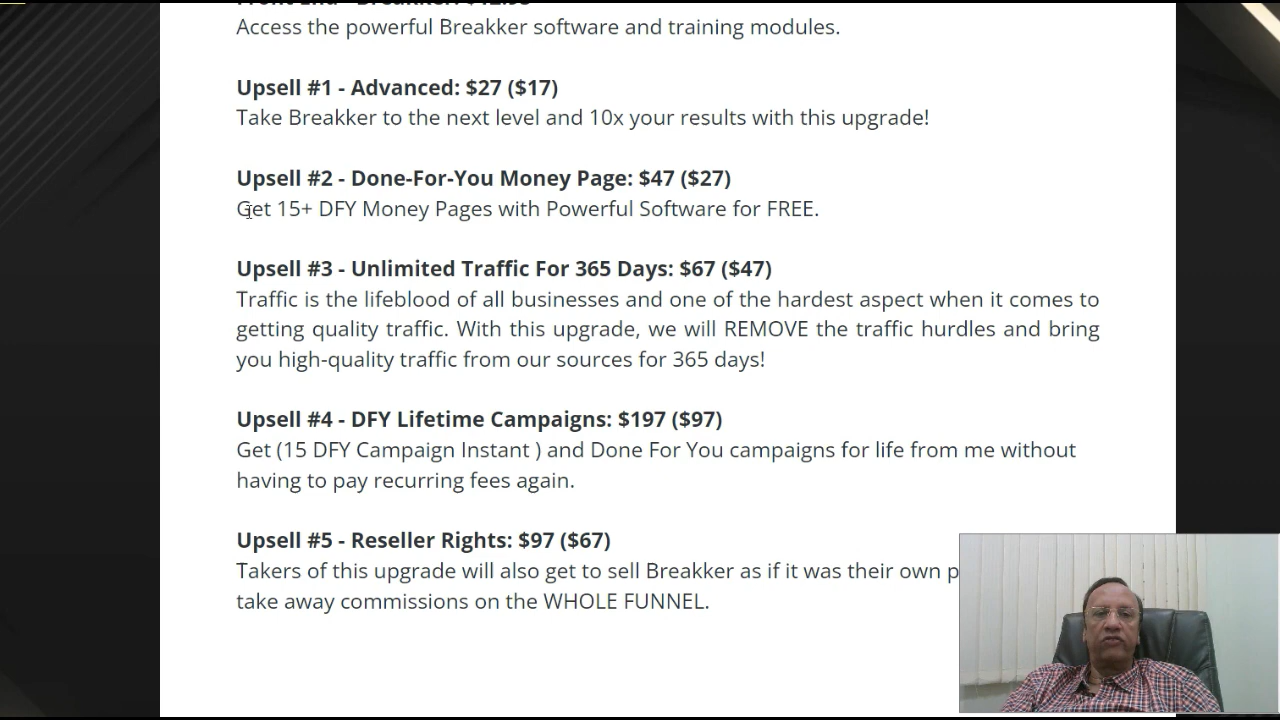 Access the powerful Breakker software and training modules.
Upsell #1 - Advanced: $27 ($17)
Take Breakker to the next level and 10x your results with this upgrade!
Upsell #2 - Done-For-You Money Page: $47 ($27)
Get 15+ DFY Money Pages with Powerful Software for FREE.
Upsell #3 - Unlimited Traffic For 365 Days: $67 ($47)
Traffic is the lifeblood of all businesses and one of the hardest aspect when it comes to
getting quality traffic. With this upgrade, we will REMOVE the traffic hurdles and bring
you high-quality traffic from our sources for 365 days!
Upsell #4 - DFY Lifetime Campaigns: $197 ($97)
Get (15 DFY Campaign Instant ) and Done For You campaigns for life from me without
having to pay recurring fees again.
Upsell #5 - Reseller Rights: $97 ($67)
Takers of this upgrade will also get to sell Breakker as if it was their own
take away commissions on the WHOLE FUNNEL.